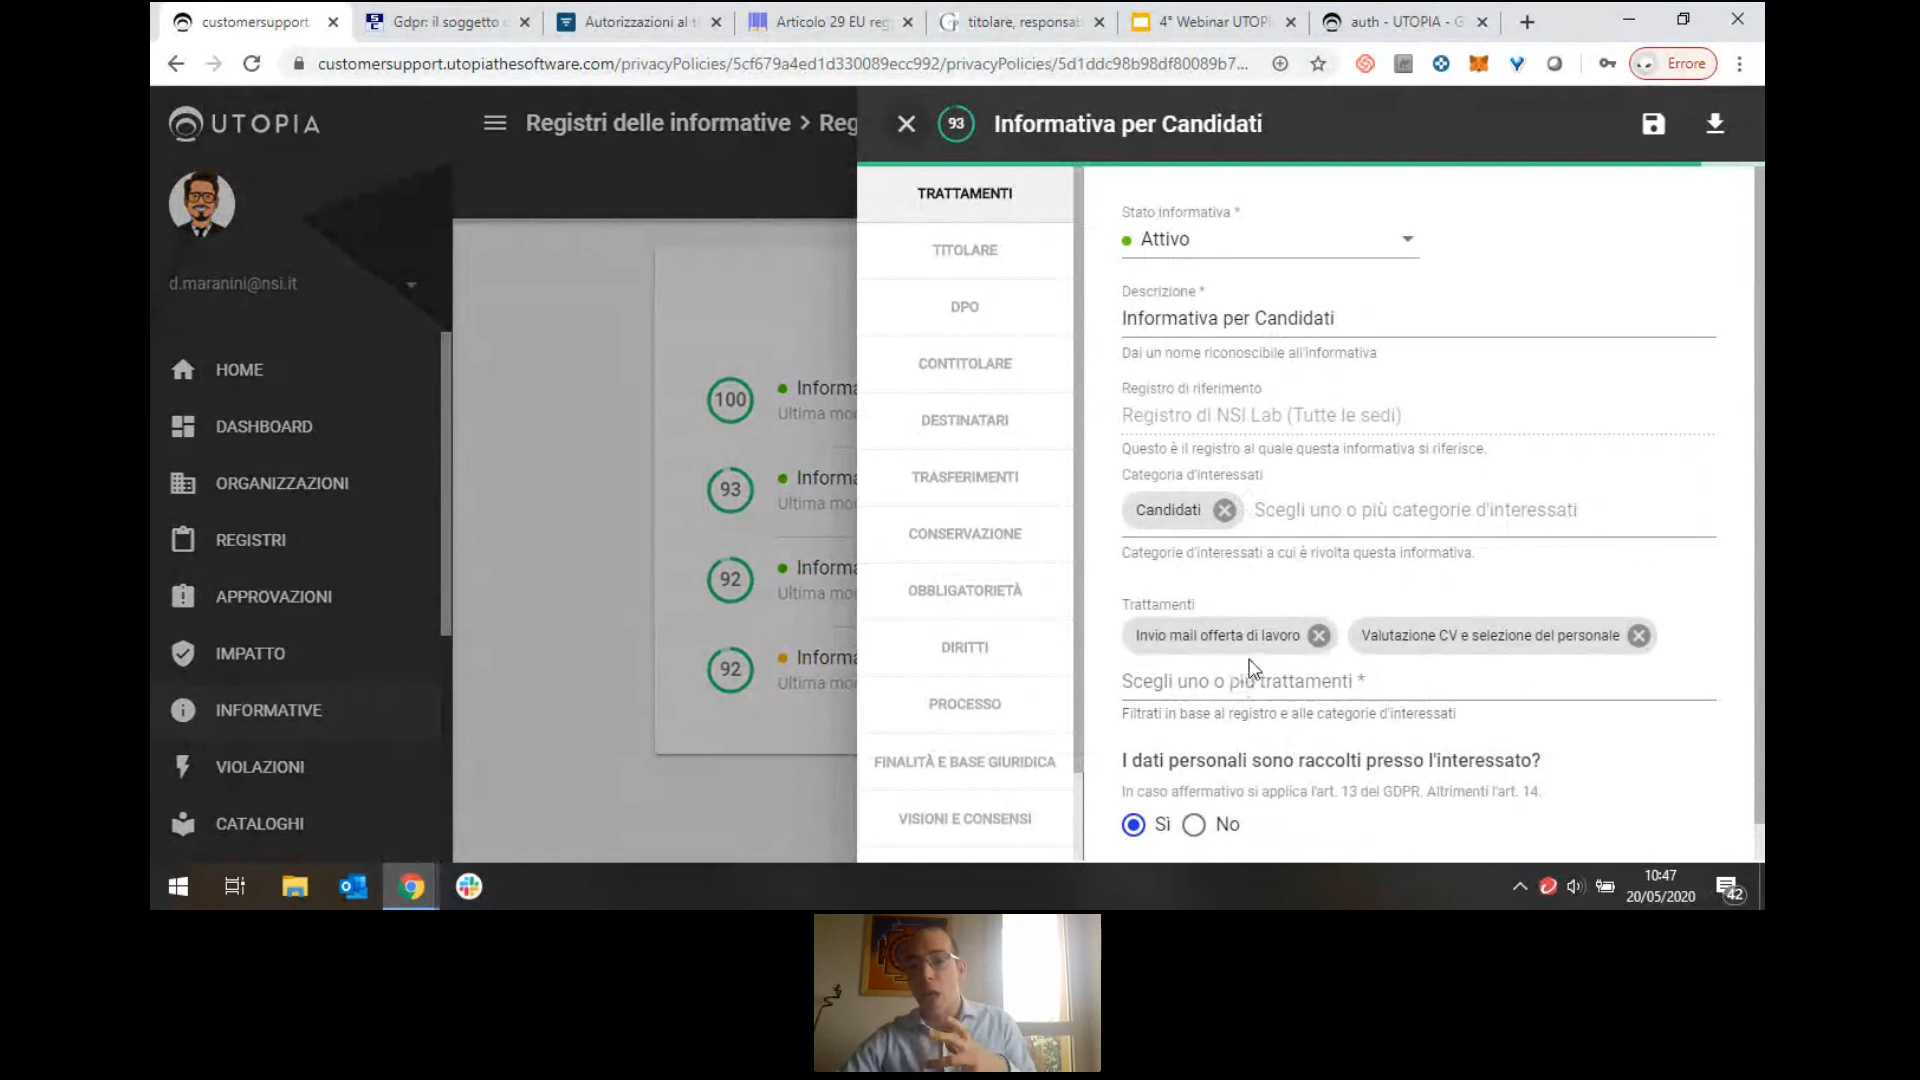 customersupport
Gdpr: il soggetto
Autorizzazioni al t
Articolo 29 EU reg
titolare, responsa
4° Webinar UTOPI
auth - UTOPIA - G
customersupport.utopiathesoftware.com/privacyPolicies/5cf679a4ed1d330089ecc992/privacyPolicies/5d1ddc98b98df80089b7...
Errore
UTOPIA
Registri delle informative > Reg
93
Informativa per Candidati
d.maranini@nsi.it
HOME
DASHBOARD
ORGANIZZAZIONI
REGISTRI
APPROVAZIONI
IMPATTO
INFORMATIVE
VIOLAZIONI
CATALOGHI
100
Informa
Ultima mo
93
Informa
Ultima mo
92
Informa
Ultima mo
92
Informa
Ultima mo
TRATTAMENTI
TITOLARE
DPO
CONTITOLARE
DESTINATARI
TRASFERIMENTI
CONSERVAZIONE
OBBLIGATORIETÀ
DIRITTI
PROCESSO
FINALITÀ E BASE GIURIDICA
VISIONI E CONSENSI
Stato informativa *
Attivo
Descrizione *
Informativa per Candidati
Dai un nome riconoscibile all'informativa
Registro di riferimento
Registro di NSI Lab (Tutte le sedi)
Questo è il registro al quale questa informativa si riferisce.
Categoria d'interessati
Candidati
Scegli uno o più categorie d'interessati
Categorie d'interessati a cui è rivolta questa informativa.
Trattamenti
Invio mail offerta di lavoro
Valutazione CV e selezione del personale
Scegli uno o più trattamenti *
Filtrati in base al registro e alle categorie d'interessati
I dati personali sono raccolti presso l'interessato?
In caso affermativo si applica l'art. 13 del GDPR. Altrimenti l'art. 14.
Sì
No
10:47
20/05/2020
42